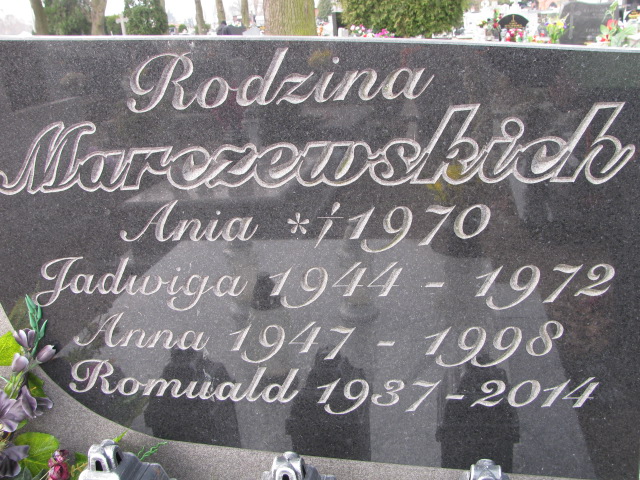 Rodzina
Marczewskich
Ania *†1970
Jadwiga 1944 - 1972
Anna 1947 - 1998
Romuald 1937-2014